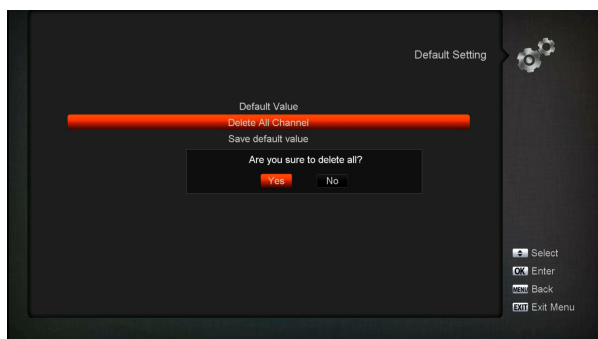 Default Setting
Default Value
Delete All Channel
Save default value
Are you sure to delete all?
Yes No
Select
OK Enter
MENU Back
EXIT Exit Menu